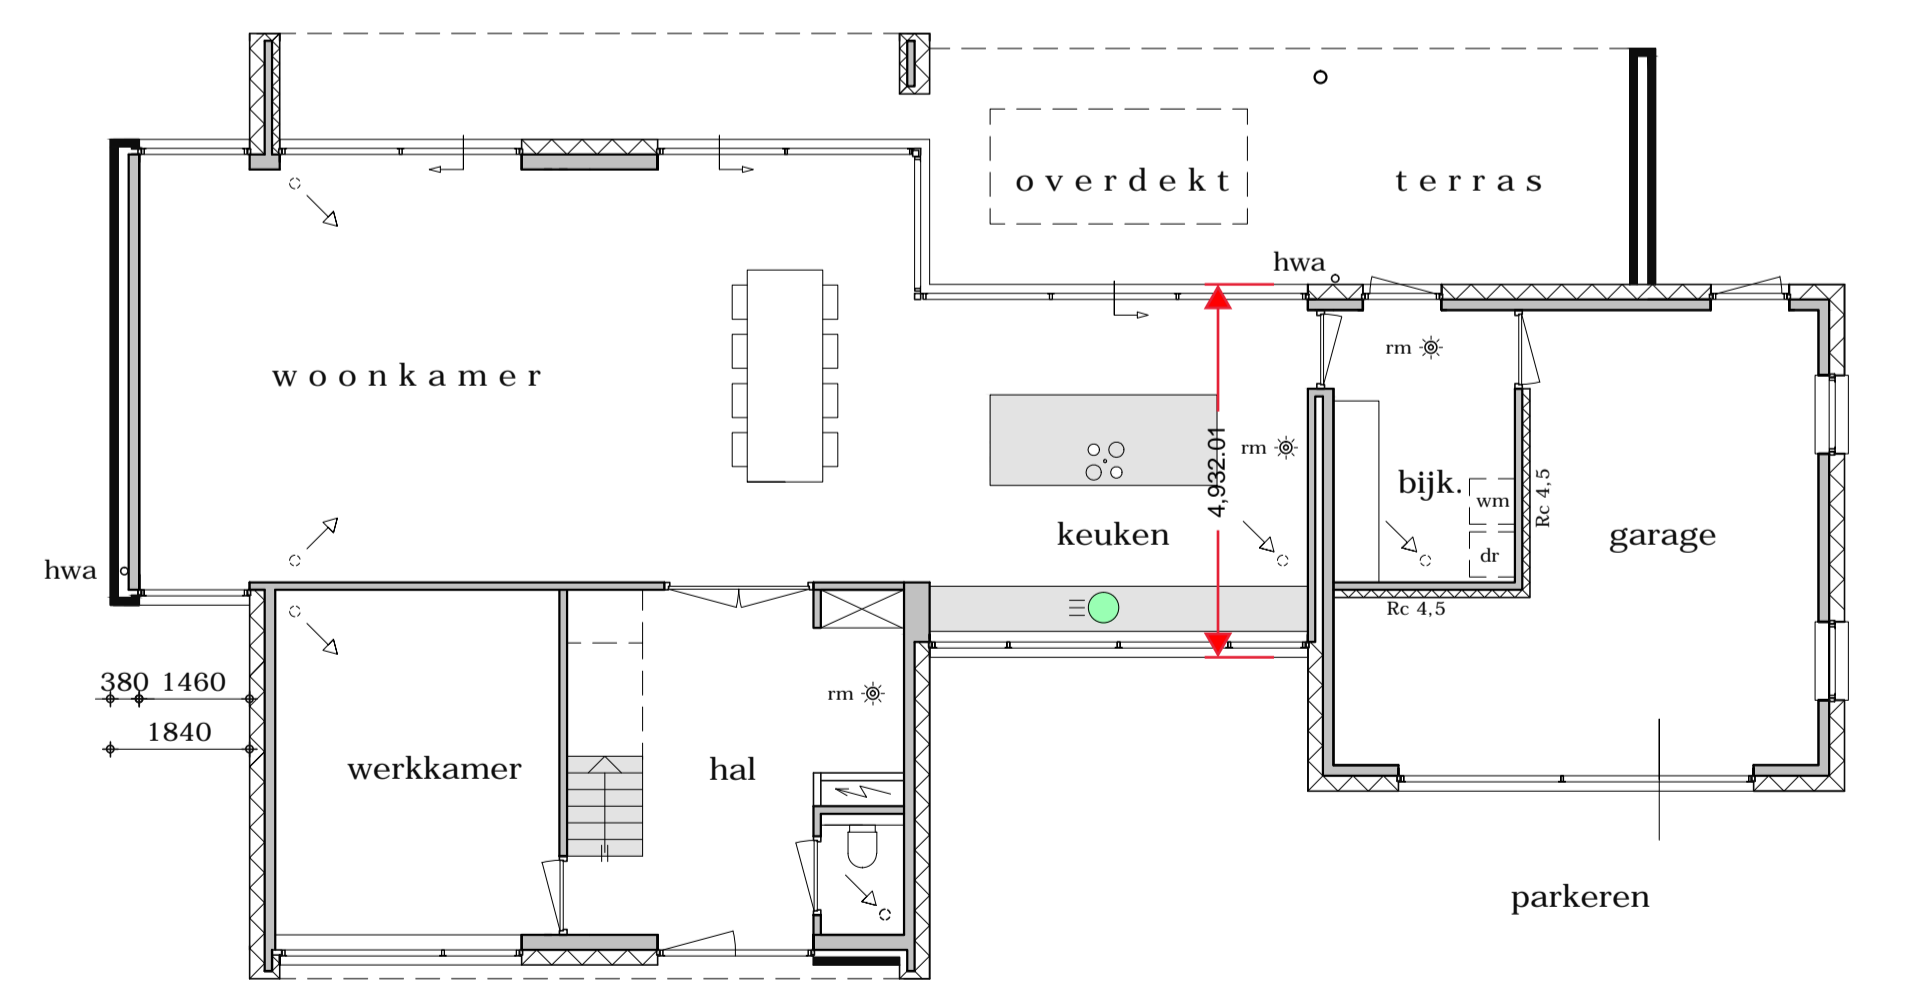 overdekt terras
hwa
rm
woonkamer
rm
4,932.01
bijk.
wm
Rc 4,5
keuken
garage
dr
hwa
Rc 4,5
380 1460
rm
1840
werkkamer
hal
parkeren